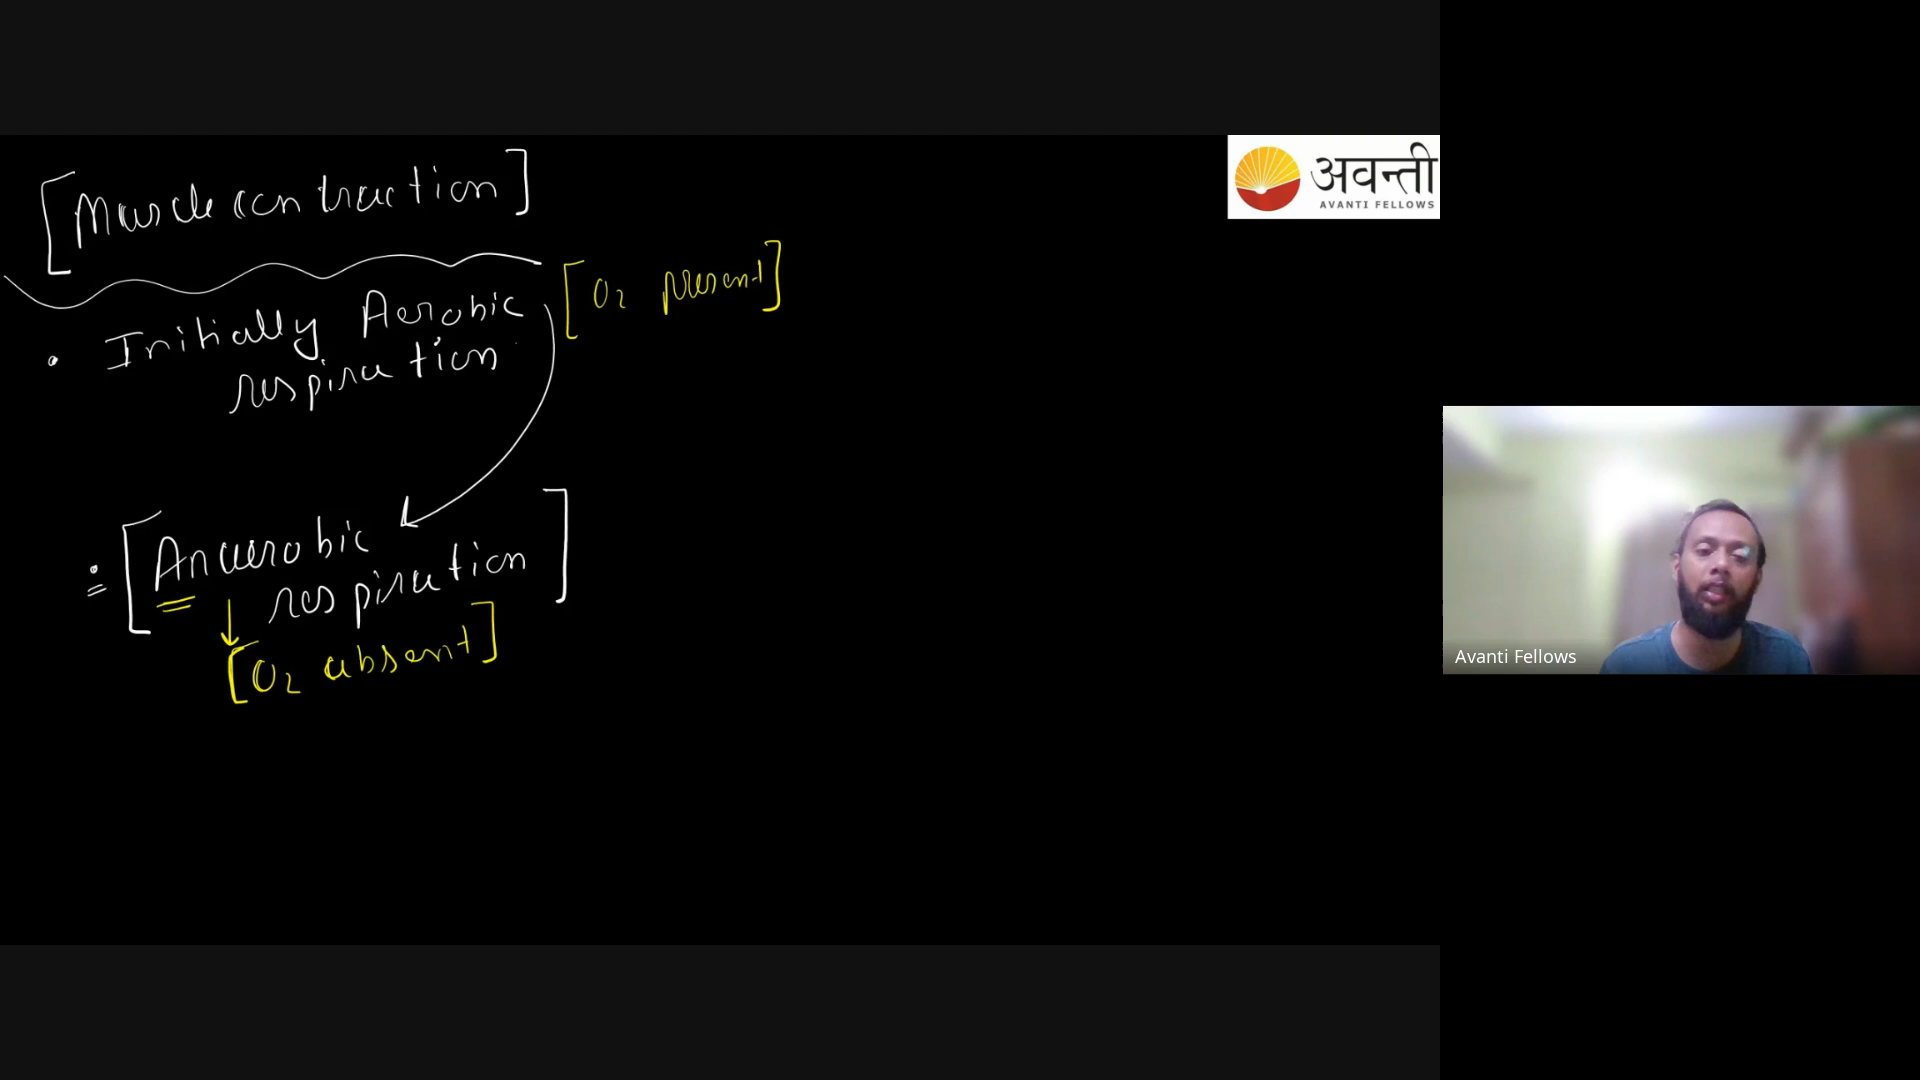 [Muscle contraction]
• Initially Aerobic [O2 present]
respiration
[Anaerobic
respiration]
[O2 absent]
अवन्ती
AVANTI FELLOWS
Avanti Fellows